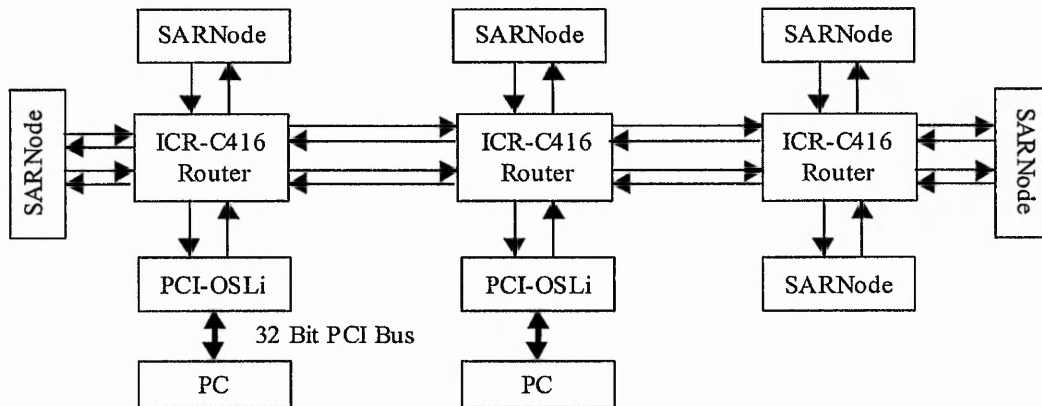 SARNode
SARNode
SARNode
SARNode
ICR-C416
Router
ICR-C416
Router
ICR-C416
Router
SARNode
PCI-OSLi
PCI-OSLi
SARNode
32 Bit PCI Bus
PC
PC